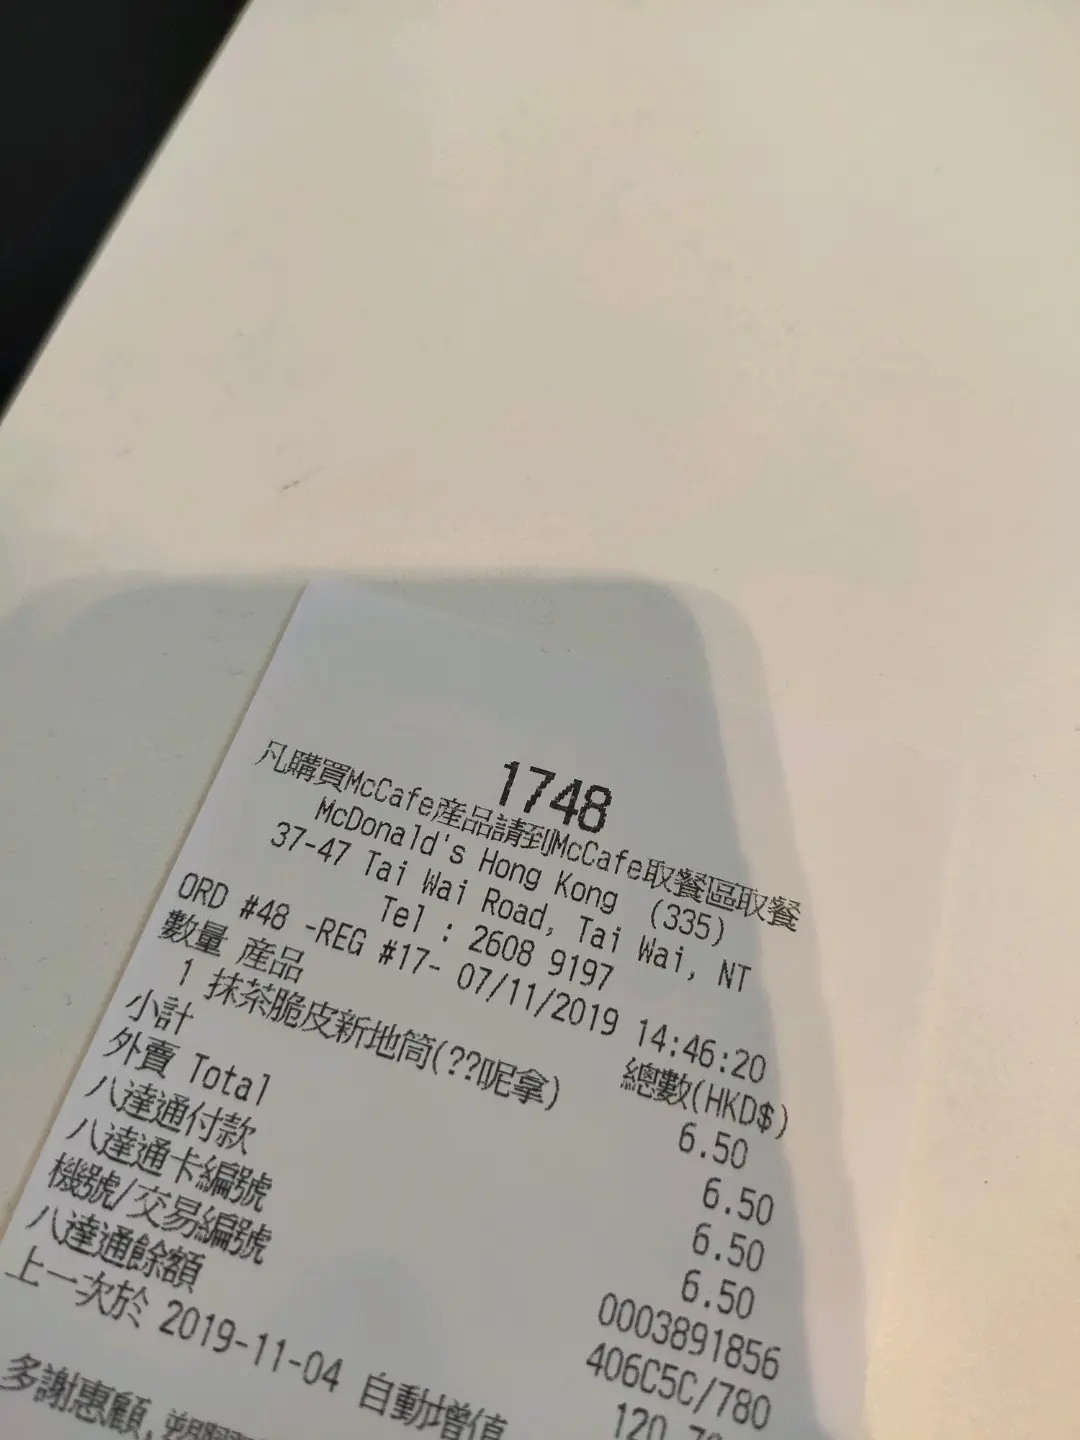 1748
凡購買McCafe產品請到McCafe取餐區取餐
McDonald's Hong Kong (335)
37-47 Tai Wai Road, Tai Wai, NT
Tel : 2608 9197
ORD #48 -REG #17- 07/11/2019 14:46:20
數量 產品 總數(HKD$)
1 抹茶脆皮新地筒(??呢拿) 6.50
小計 6.50
外賣 Total 6.50
八達通付款 6.50
八達通卡編號 0003891856
機號/交易編號 406C5C/780
八達通餘額 120.
上一次於 2019-11-04 自動增值
多謝惠顧,